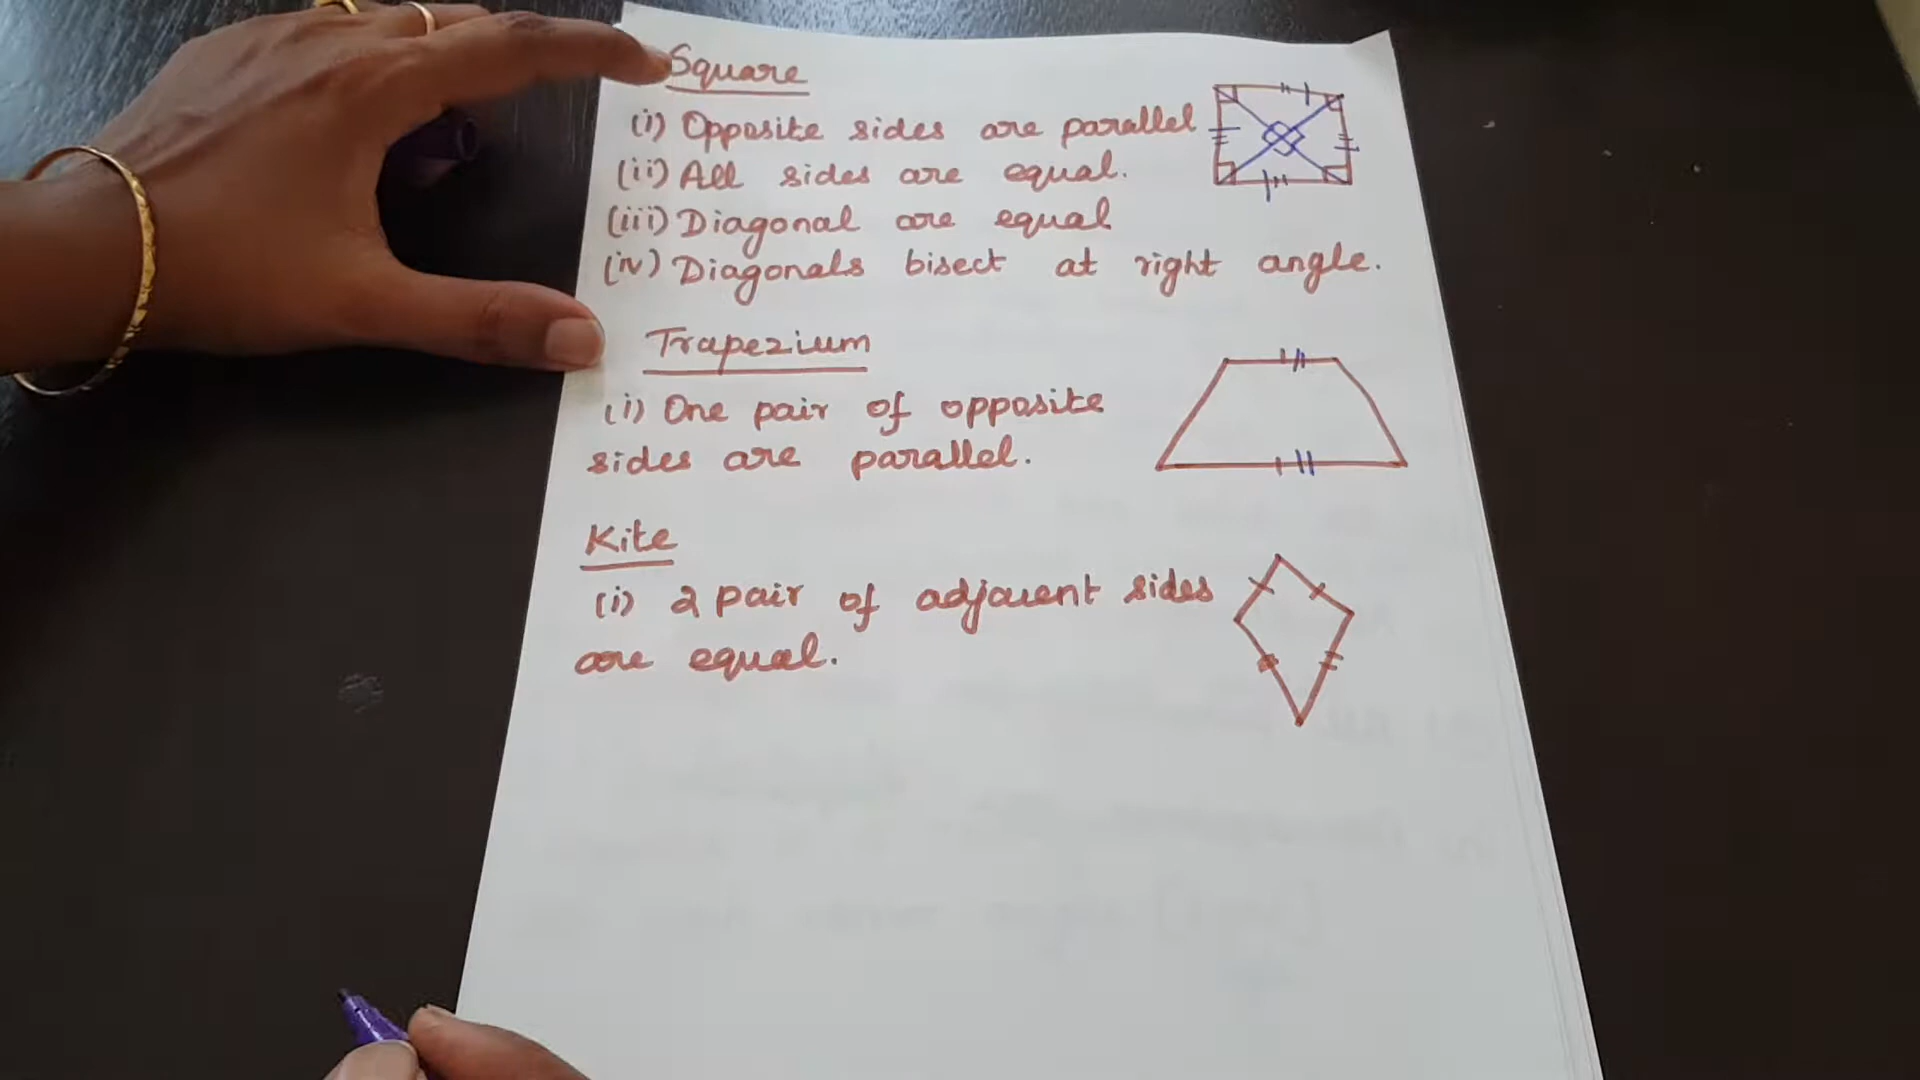 Square
(i) Opposite sides are parallel
(ii) All sides are equal.
(iii) Diagonal are equal
(iv) Diagonals bisect at right angle.
Trapezium
(i) One pair of opposite
sides are parallel.
Kite
(i) 2 pair of adjacent sides
are equal.